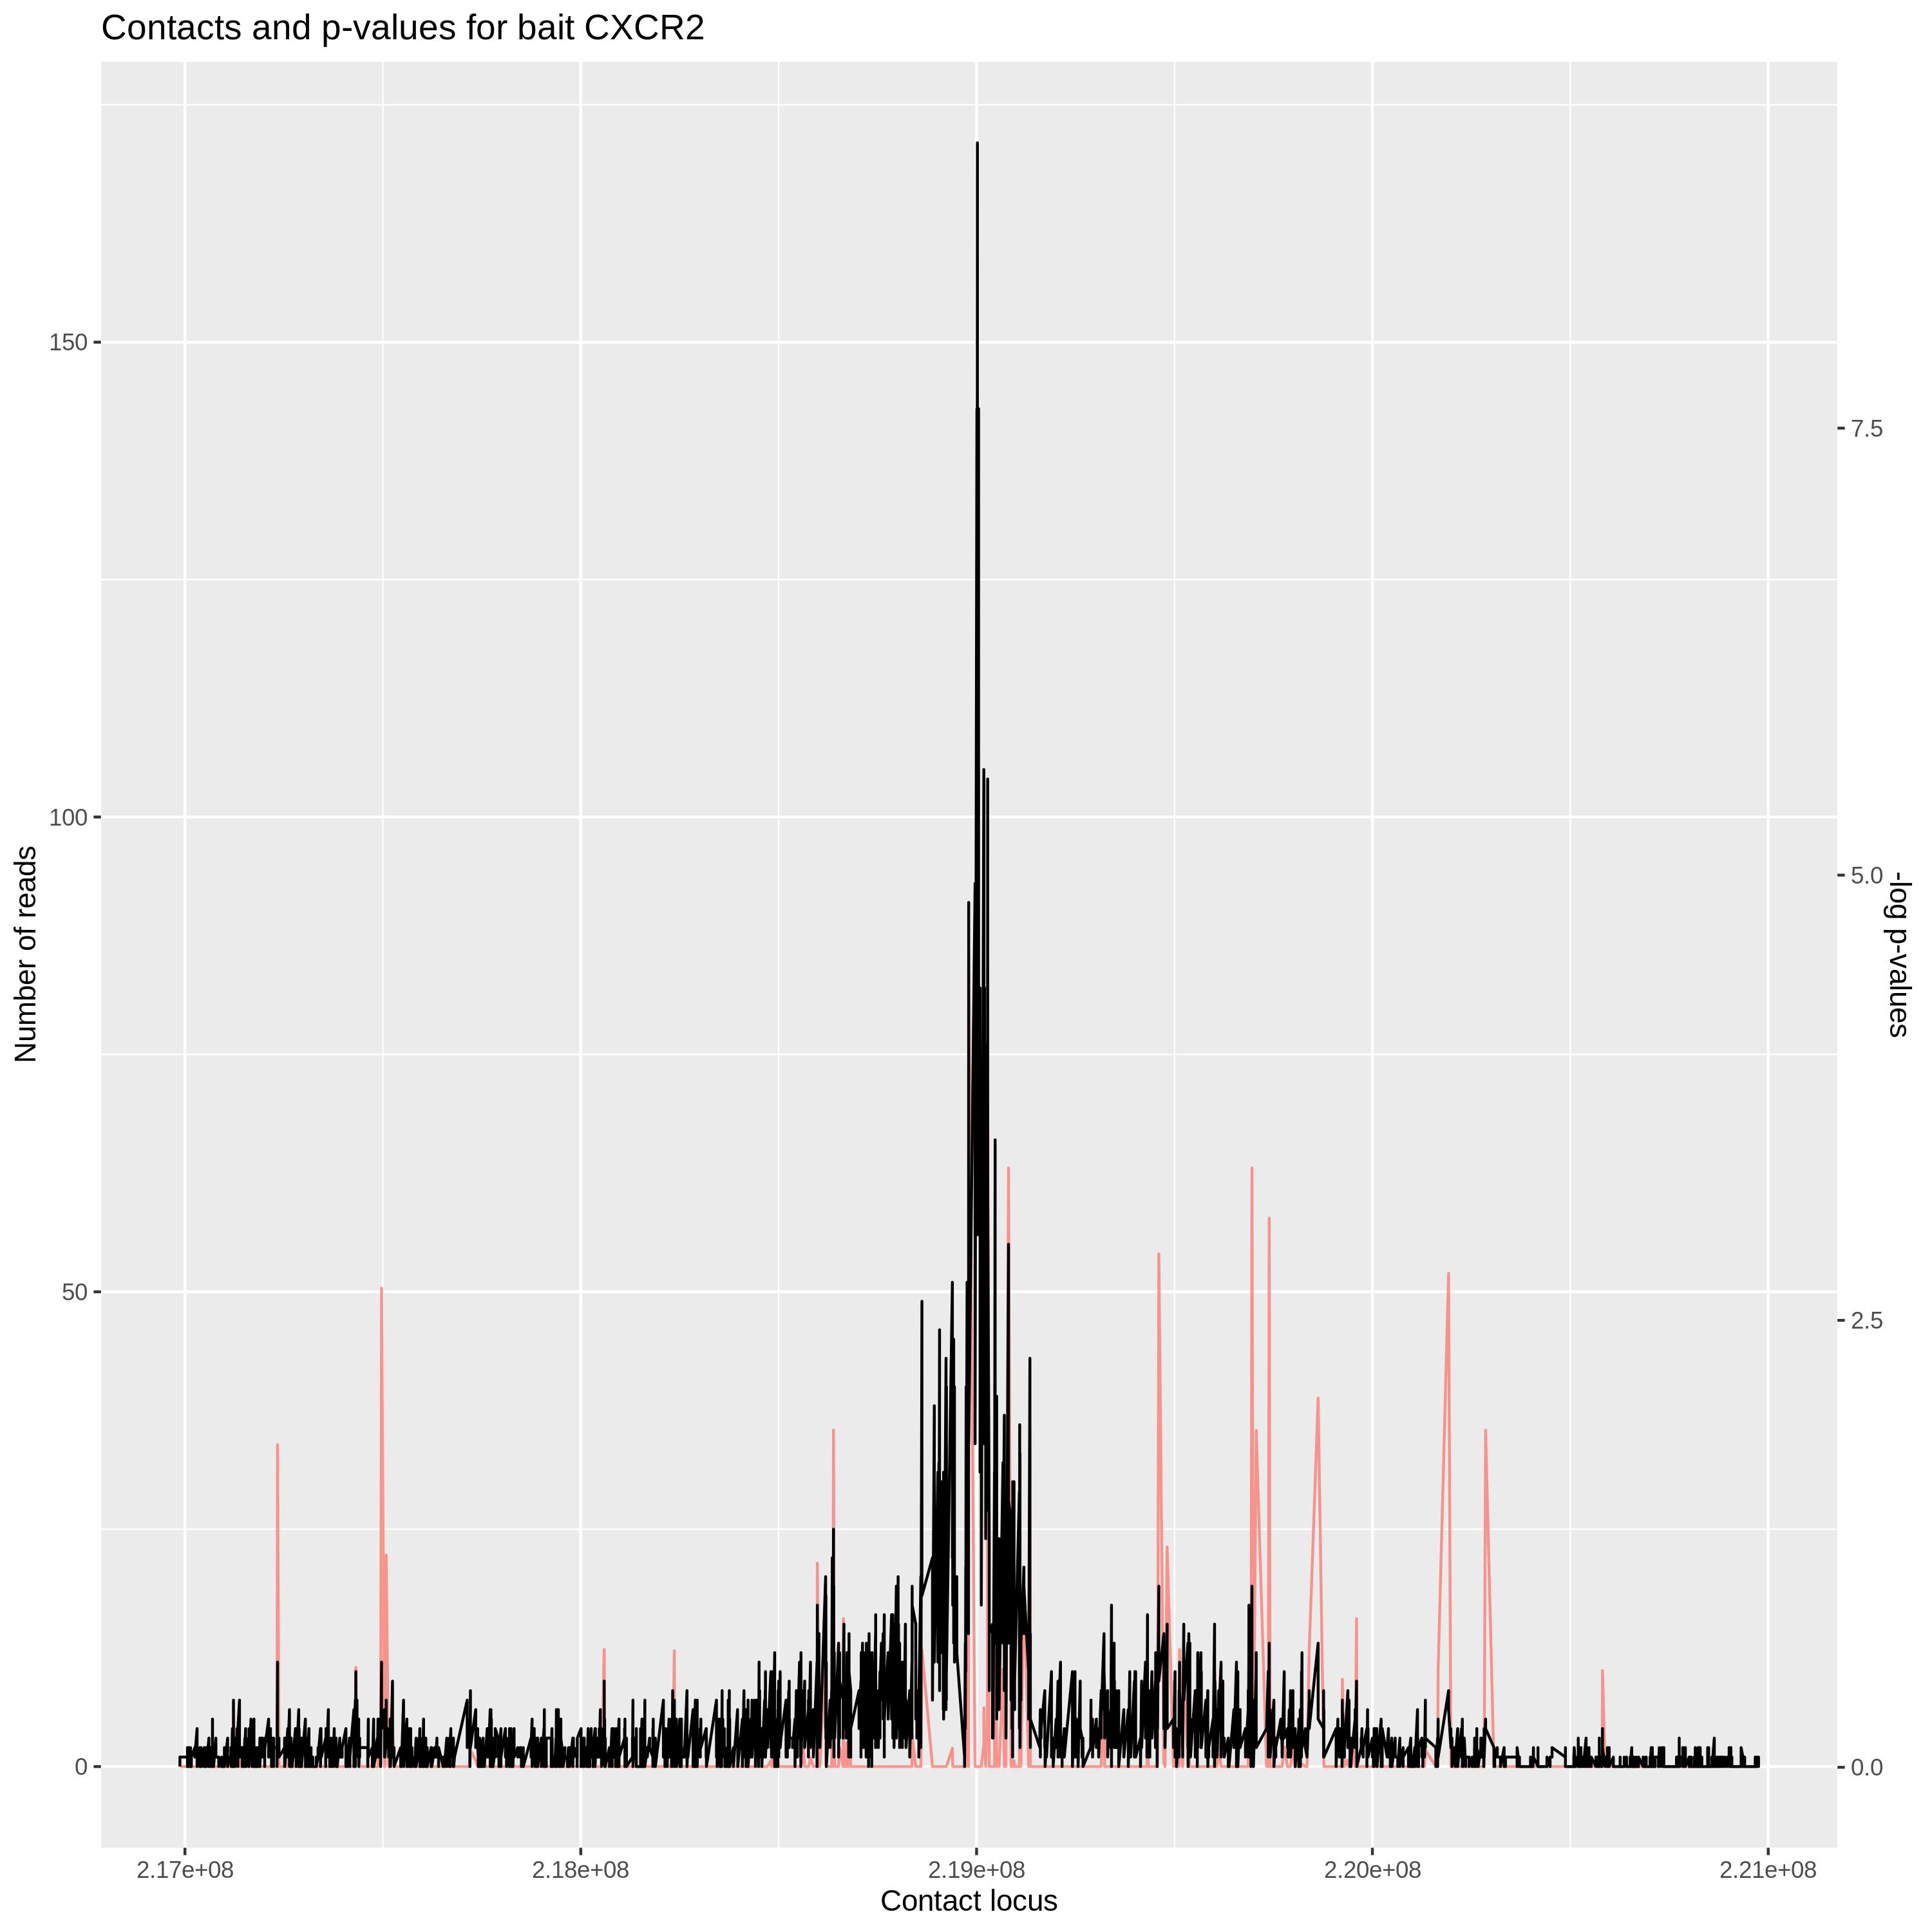 Contacts and p-values for bait CXCR2
150
100
50
0
Number of reads
7.5
5.0
2.5
0.0
-log p-values
2.17e+08
2.18e+08
2.19e+08
2.20e+08
2.21e+08
Contact locus